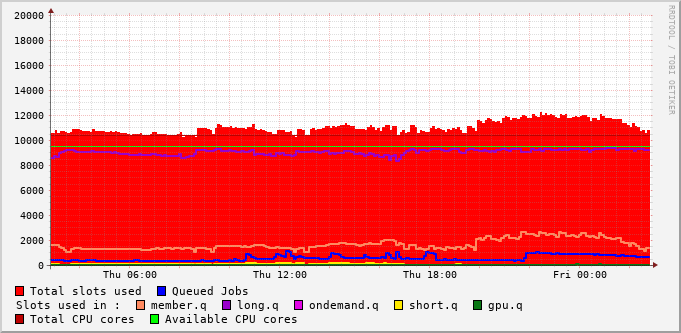 20000
18000
16000
14000
12000
10000
8000
6000
4000
2000
0
Thu 06:00 Thu 12:00 Thu 18:00 Fri 00:00
RRDTOOL / TOBI OETIKER
Total slots used Queued Jobs
Slots used in : member.q long.q ondemand.q short.q gpu.q
Total CPU cores Available CPU cores